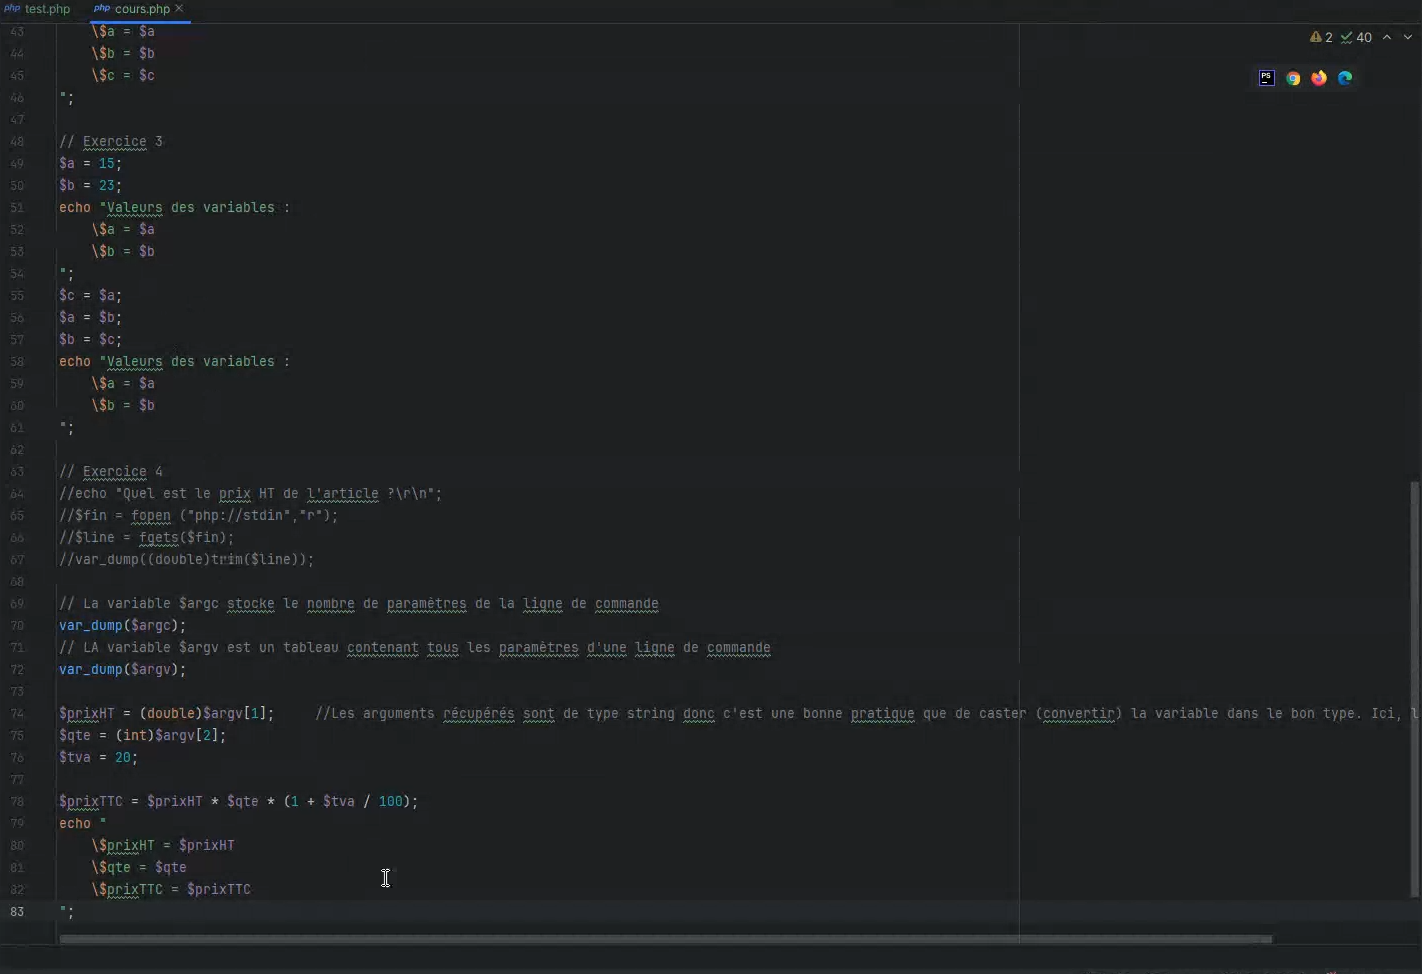 php test.php php cours.php ×
43 \$a = $a
44 \$b = $b
45 \$c = $c
46 ";
47
48 // Exercice 3
49 $a = 15;
50 $b = 23;
51 echo "Valeurs des variables :
52 \$a = $a
53 \$b = $b
54 ";
55 $c = $a;
56 $a = $b;
57 $b = $c;
58 echo "Valeurs des variables :
59 \$a = $a
60 \$b = $b
61 ";
62
63 // Exercice 4
64 //echo "Quel est le prix HT de l'article ?\r\n";
65 //$fin = fopen ("php://stdin","r");
66 //$line = fgets($fin);
67 //var_dump((double)trim($line));
68
69 // La variable $argc stocke le nombre de paramètres de la ligne de commande
70 var_dump($argc);
71 // LA variable $argv est un tableau contenant tous les paramètres d'une ligne de commande
72 var_dump($argv);
73
74 $prixHT = (double)$argv[1]; //Les arguments récupérés sont de type string donc c'est une bonne pratique que de caster (convertir) la variable dans le bon type. Ici, l
75 $qte = (int)$argv[2];
76 $tva = 20;
77
78 $prixTTC = $prixHT * $qte * (1 + $tva / 100);
79 echo "
80 \$prixHT = $prixHT
81 \$qte = $qte
82 \$prixTTC = $prixTTC
83 ";
2 40
PS